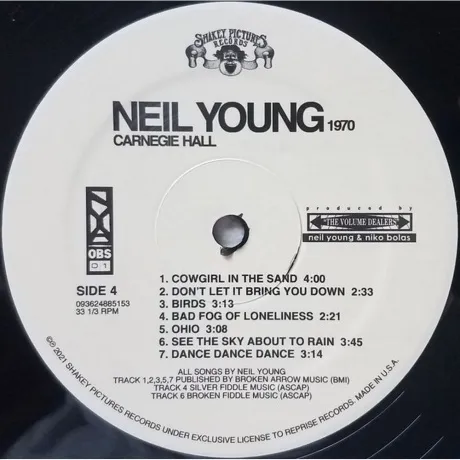 SHAKEY PICTURES
RECORDS
NEIL YOUNG 1970
CARNEGIE HALL
OBS
01
produced by
"THE VOLUME DEALERS"
neil young & niko bolas
SIDE 4
093624885153
33 1/3 RPM
1. COWGIRL IN THE SAND 4:00
2. DON'T LET IT BRING YOU DOWN 2:33
3. BIRDS 3:13
4. BAD FOG OF LONELINESS 2:21
5. OHIO 3:08
6. SEE THE SKY ABOUT TO RAIN 3:45
7. DANCE DANCE DANCE 3:14
ALL SONGS BY NEIL YOUNG
TRACK 1,2,3,5,7 PUBLISHED BY BROKEN ARROW MUSIC (BMI)
TRACK 4 SILVER FIDDLE MUSIC (ASCAP)
TRACK 6 BROKEN FIDDLE MUSIC (ASCAP)
©℗ 2021 SHAKEY PICTURES RECORDS UNDER EXCLUSIVE LICENSE TO REPRISE RECORDS. MADE IN U.S.A.